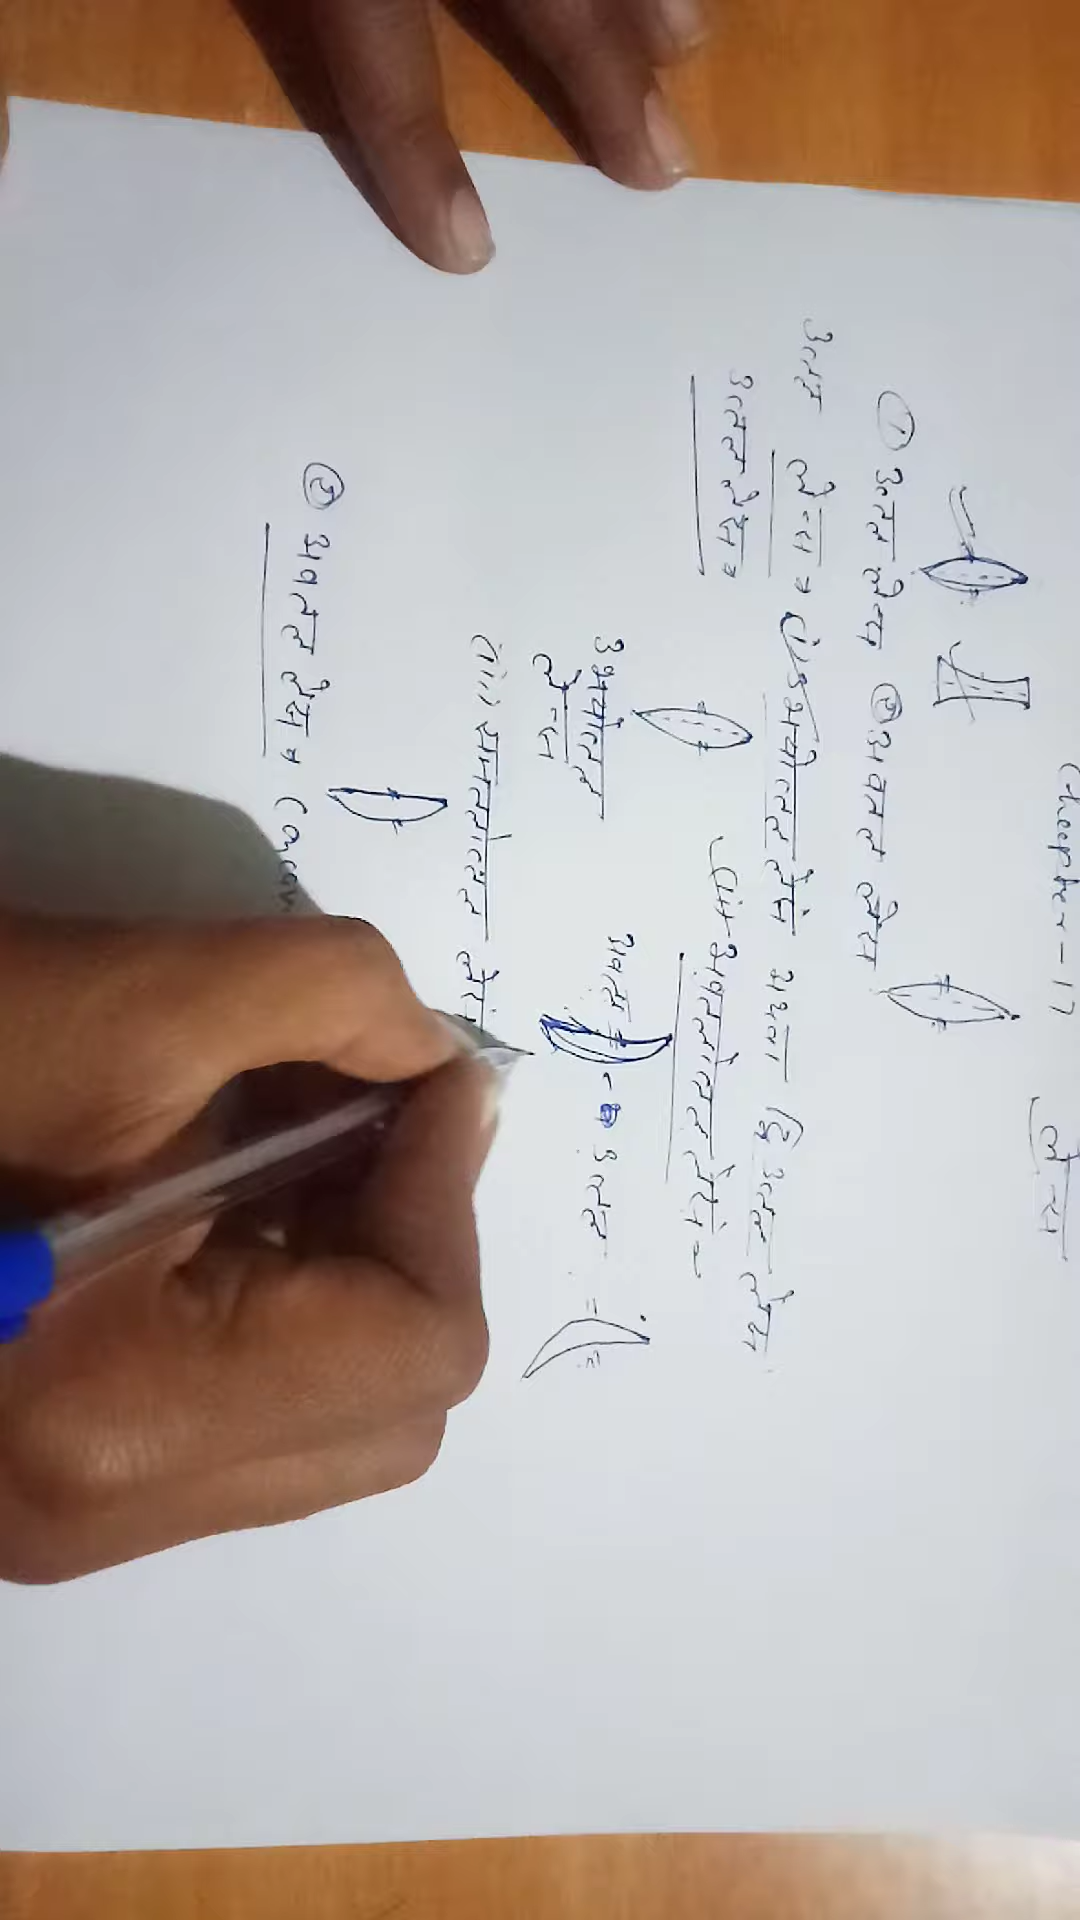 Chapter-17
लेन्स
① उत्तल लेन्स ② अवतल लेंस
उत्तल लेन्स →
(i) उभयोत्तल लेंस अथवा द्वि उत्तल लेंस
उत्तल लेंस →
(ii) अवतलोत्तल लेंस
उभयोत्तल
लेन्स
अवतल - उत्तल =
(iii) समतलोत्तल लेंस
② अवतल लेंस →